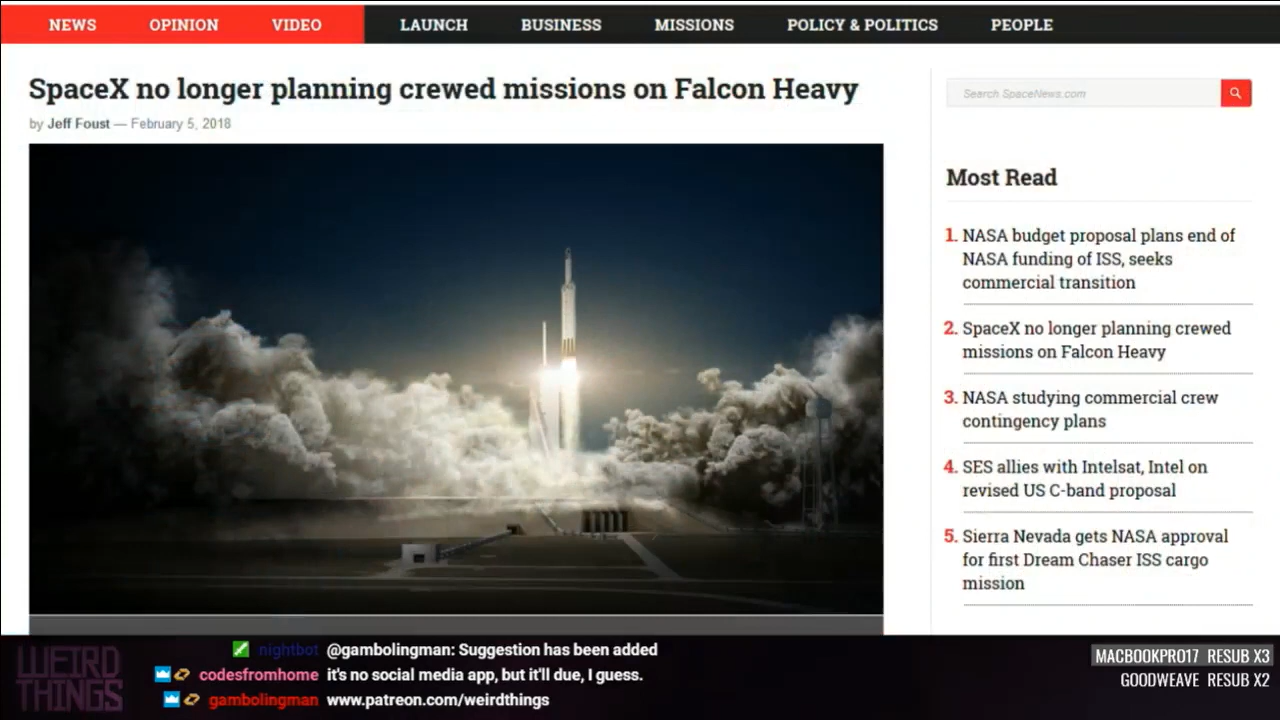 NEWS OPINION VIDEO LAUNCH BUSINESS MISSIONS POLICY & POLITICS PEOPLE
SpaceX no longer planning crewed missions on Falcon Heavy
by Jeff Foust — February 5, 2018
Search SpaceNews.com
Most Read
1. NASA budget proposal plans end of
NASA funding of ISS, seeks
commercial transition
2. SpaceX no longer planning crewed
missions on Falcon Heavy
3. NASA studying commercial crew
contingency plans
4. SES allies with Intelsat, Intel on
revised US C-band proposal
5. Sierra Nevada gets NASA approval
for first Dream Chaser ISS cargo
mission
WEIRD
THINGS
nightbot @gambolingman: Suggestion has been added
codesfromhome it's no social media app, but it'll due, I guess.
gambolingman www.patreon.com/weirdthings
MACBOOKPRO17 RESUB X3
GOODWEAVE RESUB X2